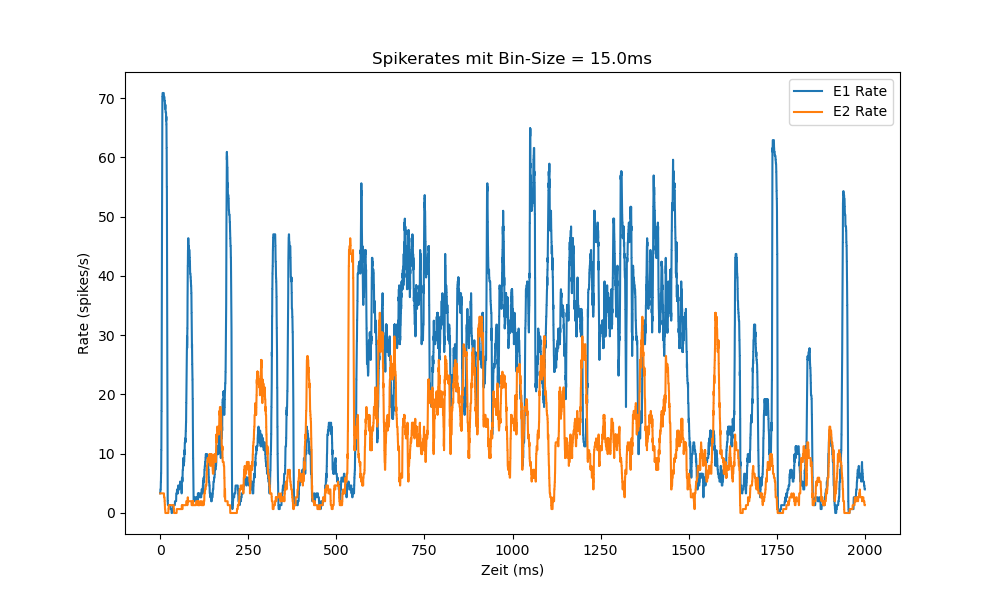 Spikerates mit Bin-Size = 15.0ms
E1 Rate
E2 Rate
Rate (spikes/s)
70
60
50
40
30
20
10
0
0 250 500 750 1000 1250 1500 1750 2000
Zeit (ms)